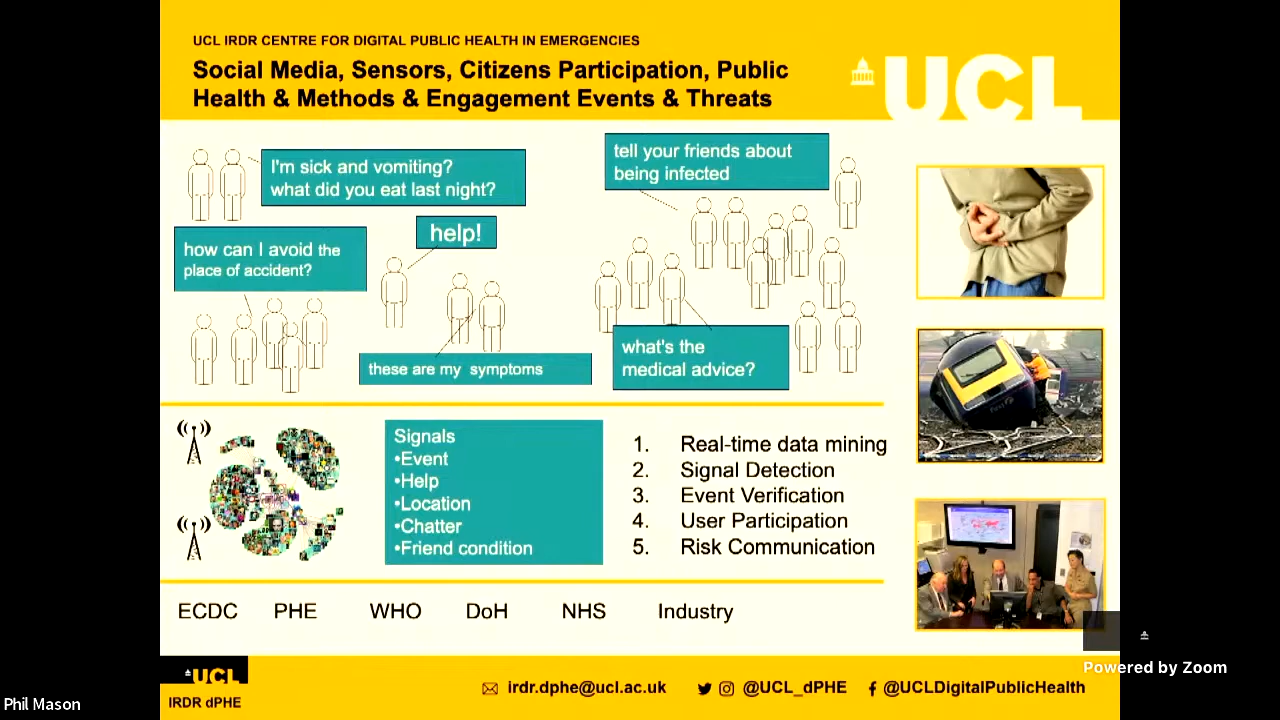 UCL IRDR CENTRE FOR DIGITAL PUBLIC HEALTH IN EMERGENCIES
Social Media, Sensors, Citizens Participation, Public
Health & Methods & Engagement Events & Threats
UCL
I'm sick and vomiting?
what did you eat last night?
tell your friends about
being infected
help!
how can I avoid the
place of accident?
these are my symptoms
what's the
medical advice?
Signals
•Event
•Help
•Location
•Chatter
•Friend condition
1. Real-time data mining
2. Signal Detection
3. Event Verification
4. User Participation
5. Risk Communication
ECDC PHE WHO DoH NHS Industry
Powered by Zoom
UCL
IRDR dPHE
irdr.dphe@ucl.ac.uk @UCL_dPHE @UCLDigitalPublicHealth
Phil Mason